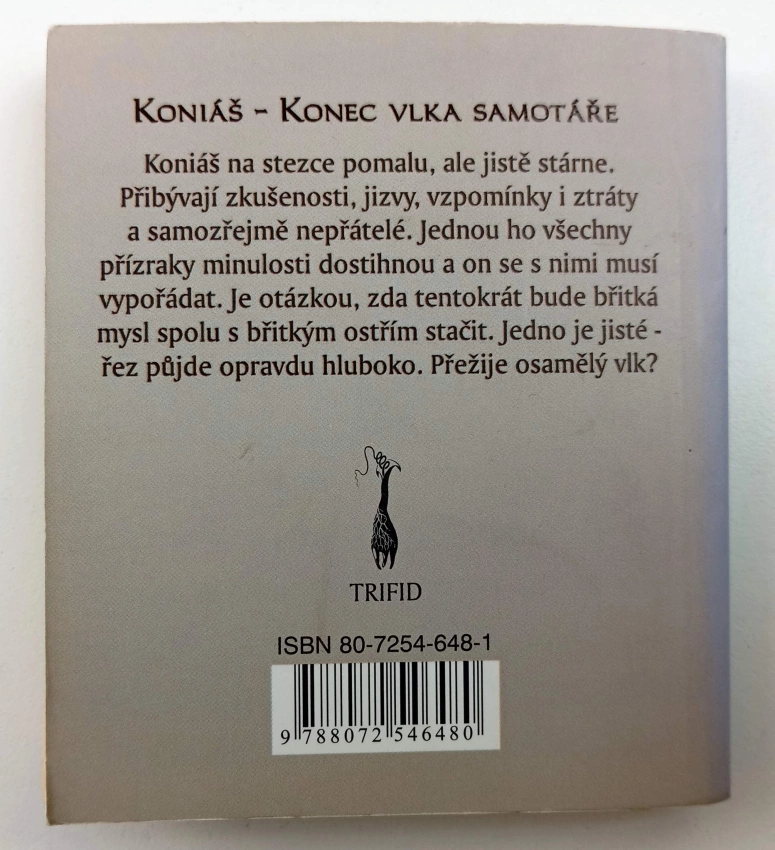 Koniáš - Konec vlka samotáře
Koniáš na stezce pomalu, ale jistě stárne.
Přibývají zkušenosti, jizvy, vzpomínky i ztráty
a samozřejmě nepřátelé. Jednou ho všechny
přízraky minulosti dostihnou a on se s nimi musí
vypořádat. Je otázkou, zda tentokrát bude břitká
mysl spolu s břitkým ostřím stačit. Jedno je jisté -
řez půjde opravdu hluboko. Přežije osamělý vlk?
TRIFID
ISBN 80-7254-648-1
9 788072 546480